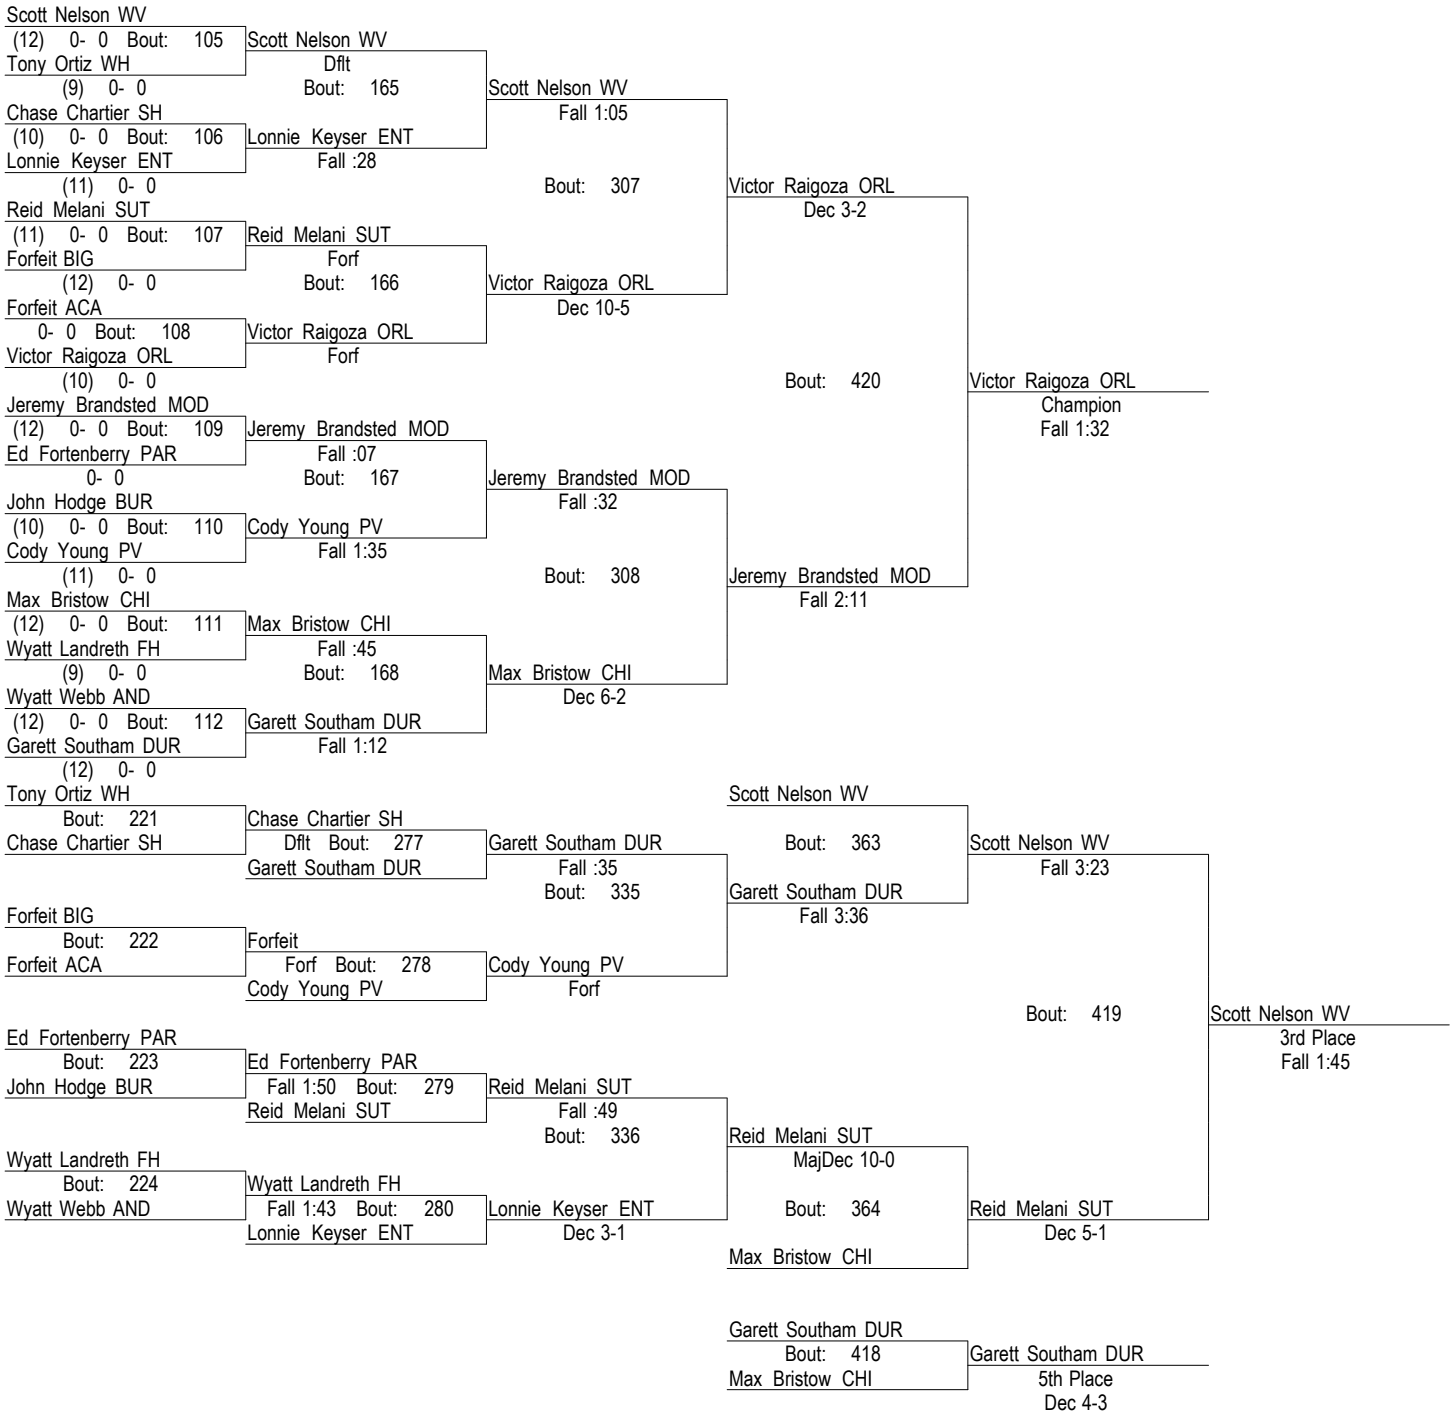 Scott Nelson WV
(12) 0- 0 Bout: 105 Scott Nelson WV
Tony Ortiz WH Dflt
(9) 0- 0 Bout: 165 Scott Nelson WV
Chase Chartier SH Fall 1:05
(10) 0- 0 Bout: 106 Lonnie Keyser ENT
Lonnie Keyser ENT Fall :28
(11) 0- 0 Bout: 307 Victor Raigoza ORL
Reid Melani SUT Dec 3-2
(11) 0- 0 Bout: 107 Reid Melani SUT
Forfeit BIG Forf
(12) 0- 0 Bout: 166 Victor Raigoza ORL
Forfeit ACA Dec 10-5
0- 0 Bout: 108 Victor Raigoza ORL
Victor Raigoza ORL Forf
(10) 0- 0 Bout: 420 Victor Raigoza ORL
Jeremy Brandsted MOD Champion
(12) 0- 0 Bout: 109 Jeremy Brandsted MOD Fall 1:32
Ed Fortenberry PAR Fall :07
0- 0 Bout: 167 Jeremy Brandsted MOD
John Hodge BUR Fall :32
(10) 0- 0 Bout: 110 Cody Young PV
Cody Young PV Fall 1:35
(11) 0- 0 Bout: 308 Jeremy Brandsted MOD
Max Bristow CHI Fall 2:11
(12) 0- 0 Bout: 111 Max Bristow CHI
Wyatt Landreth FH Fall :45
(9) 0- 0 Bout: 168 Max Bristow CHI
Wyatt Webb AND Dec 6-2
(12) 0- 0 Bout: 112 Garett Southam DUR
Garett Southam DUR Fall 1:12
(12) 0- 0
Tony Ortiz WH Scott Nelson WV
Bout: 221 Chase Chartier SH
Chase Chartier SH Dflt Bout: 277 Garett Southam DUR Bout: 363 Scott Nelson WV
Garett Southam DUR Fall :35 Fall 3:23
Bout: 335 Garett Southam DUR
Forfeit BIG Fall 3:36
Bout: 222 Forfeit
Forfeit ACA Forf Bout: 278 Cody Young PV
Cody Young PV Forf
Bout: 419 Scott Nelson WV
Ed Fortenberry PAR 3rd Place
Bout: 223 Ed Fortenberry PAR Fall 1:45
John Hodge BUR Fall 1:50 Bout: 279 Reid Melani SUT
Reid Melani SUT Fall :49
Bout: 336 Reid Melani SUT
Wyatt Landreth FH MajDec 10-0
Bout: 224 Wyatt Landreth FH
Wyatt Webb AND Fall 1:43 Bout: 280 Lonnie Keyser ENT Bout: 364 Reid Melani SUT
Lonnie Keyser ENT Dec 3-1 Dec 5-1
Max Bristow CHI
Garett Southam DUR
Bout: 418 Garett Southam DUR
Max Bristow CHI 5th Place
Dec 4-3